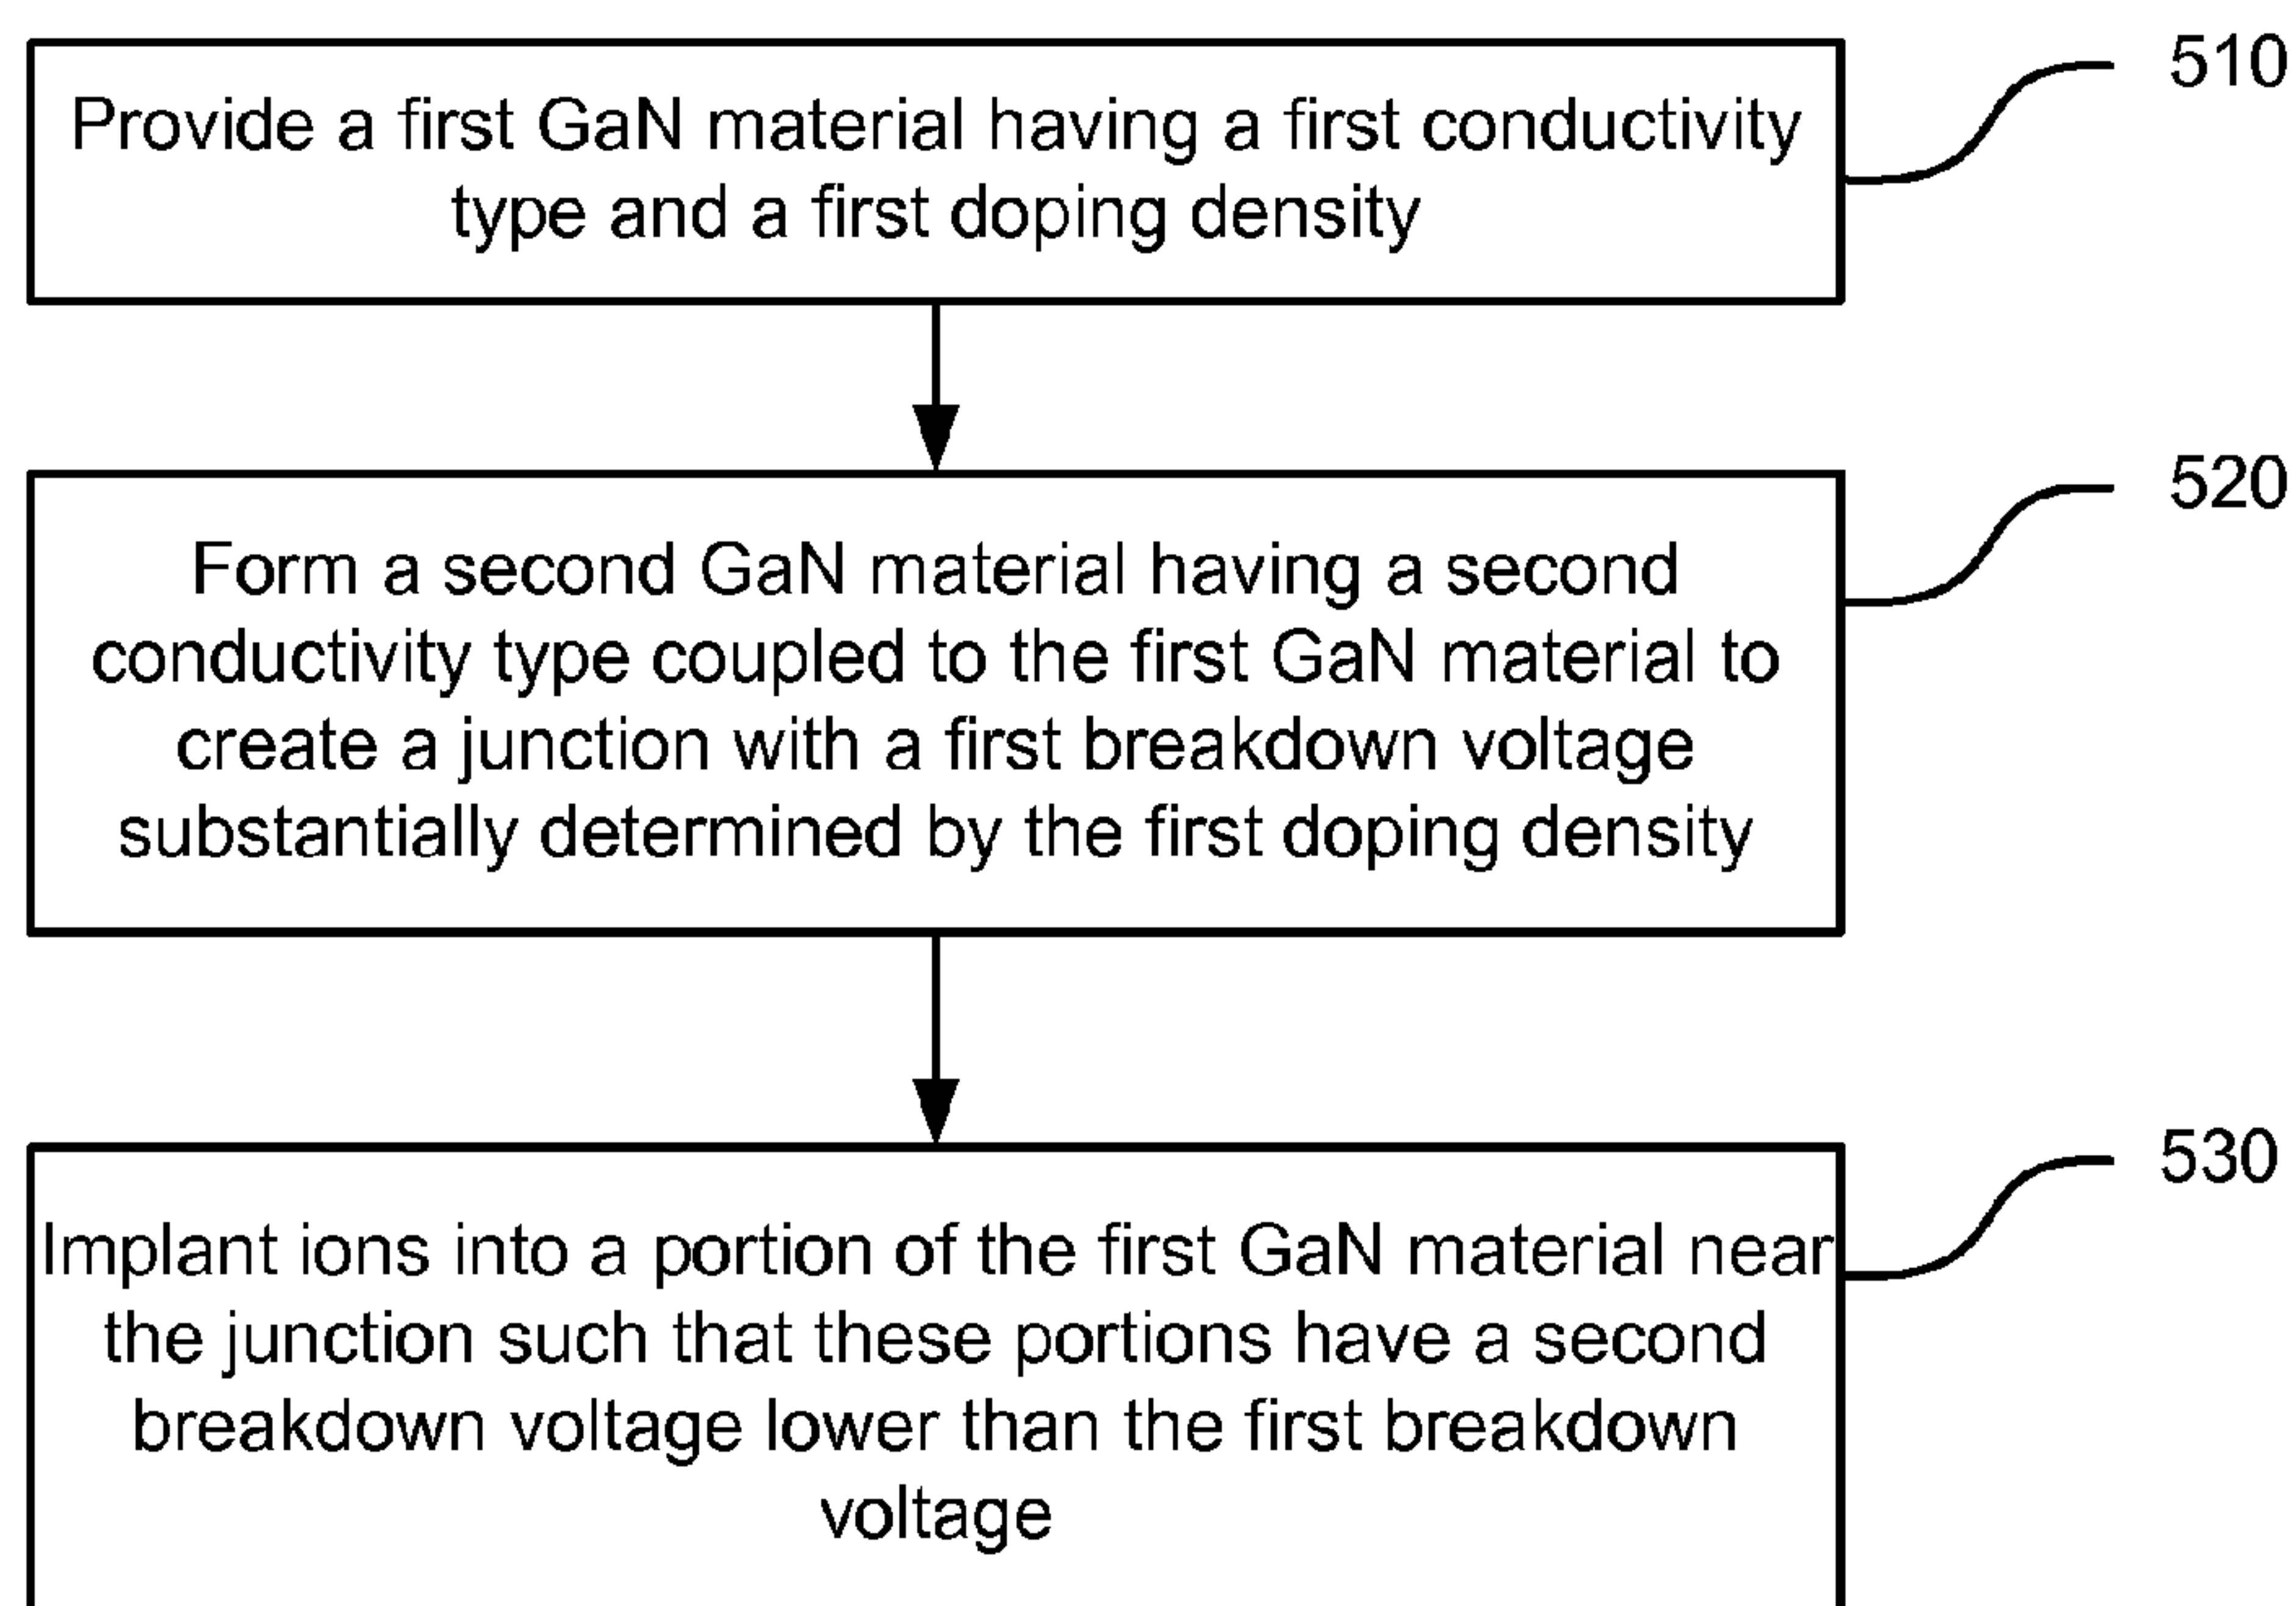 510
Provide a first GaN material having a first conductivity
type and a first doping density
520
Form a second GaN material having a second
conductivity type coupled to the first GaN material to
create a junction with a first breakdown voltage
substantially determined by the first doping density
530
Implant ions into a portion of the first GaN material near
the junction such that these portions have a second
breakdown voltage lower than the first breakdown
voltage